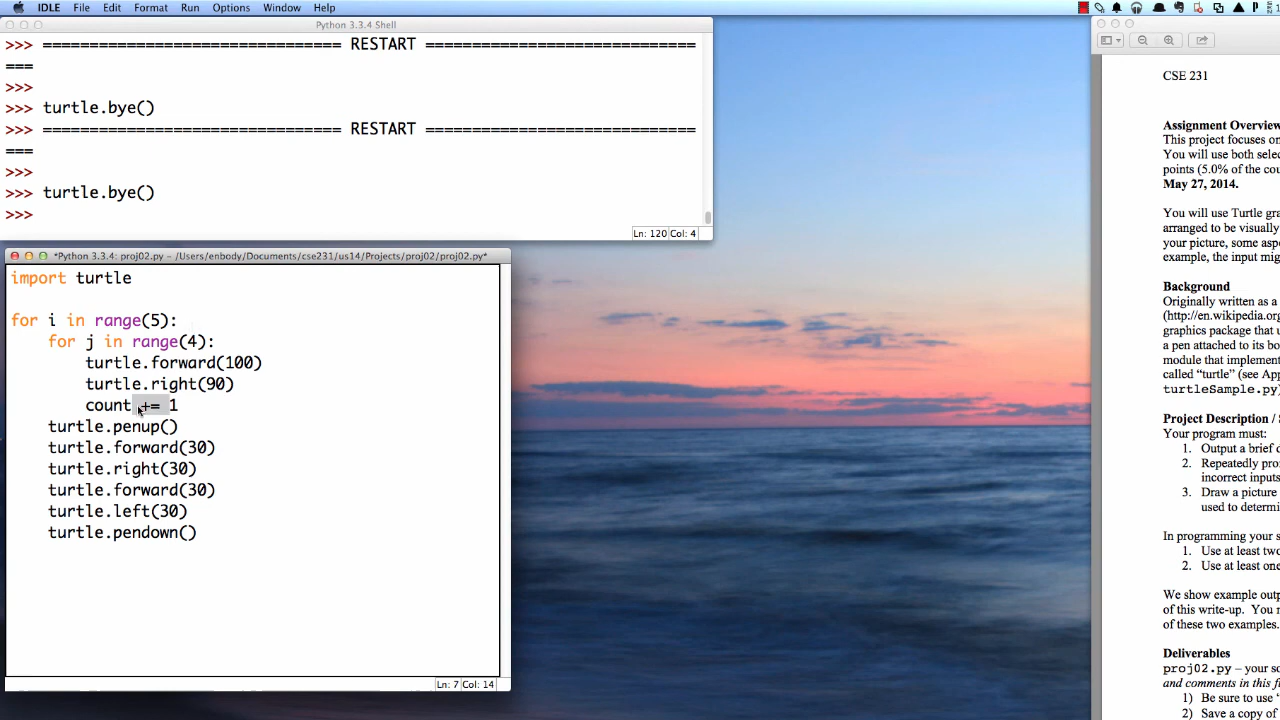 IDLE File Edit Format Run Options Window Help
Python 3.3.4 Shell
>>> ================================ RESTART =============================
===
>>>
>>> turtle.bye()
>>> ================================ RESTART =============================
===
>>>
>>> turtle.bye()
>>>
Ln: 120 Col: 4
*Python 3.3.4: proj02.py - /Users/enbody/Documents/cse231/us14/Projects/proj02/proj02.py*
import turtle
for i in range(5):
for j in range(4):
turtle.forward(100)
turtle.right(90)
count += 1
turtle.penup()
turtle.forward(30)
turtle.right(30)
turtle.forward(30)
turtle.left(30)
turtle.pendown()
Ln: 7 Col: 14
CSE 231
Assignment Overview
This project focuses on
You will use both selec
points (5.0% of the cou
May 27, 2014.
You will use Turtle gra
arranged to be visually
your picture, some aspe
example, the input mig
Background
Originally written as a
(http://en.wikipedia.org
graphics package that u
a pen attached to its bo
module that implement
called "turtle" (see App
turtleSample.py
Project Description / S
Your program must:
1. Output a brief d
2. Repeatedly pro
incorrect inputs
3. Draw a picture
used to determi
In programming your s
1. Use at least two
2. Use at least one
We show example outp
of this write-up. You r
of these two examples.
Deliverables
proj02.py – your so
and comments in this fi
1) Be sure to use "
2) Save a copy of